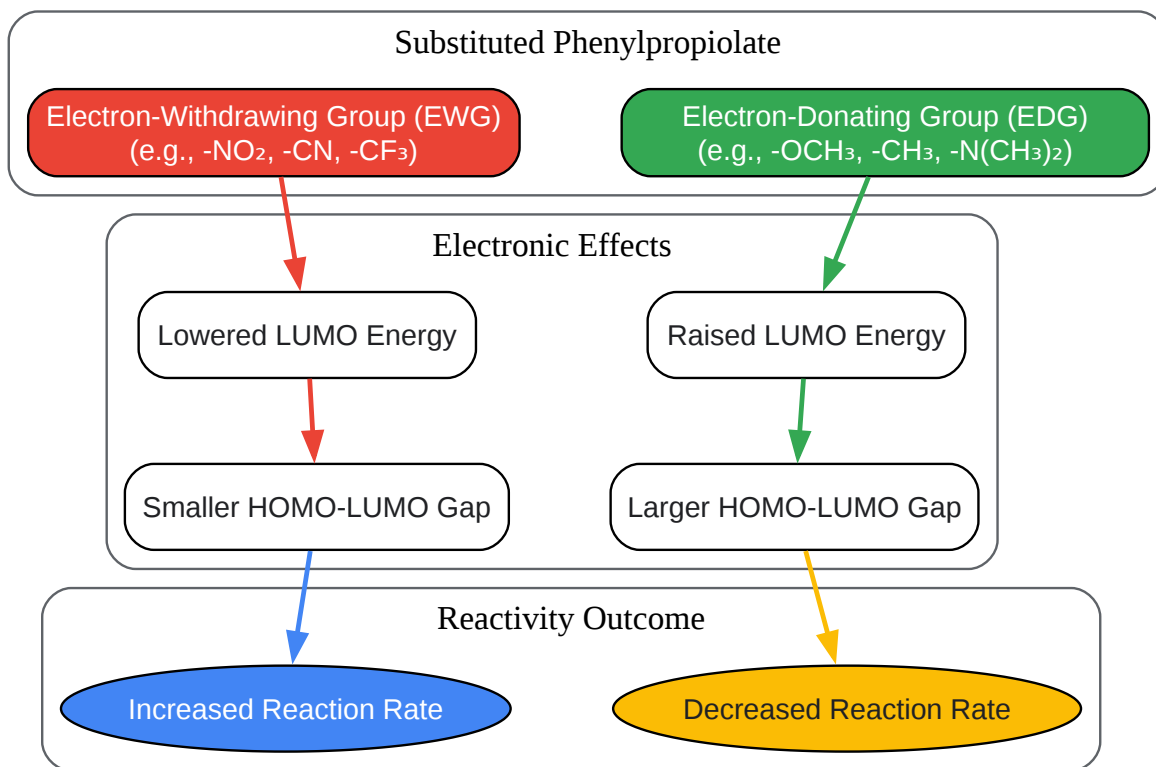 Substituted Phenylpropiolate
Electron-Withdrawing Group (EWG)
(e.g., -NO₂, -CN, -CF₃)
Electron-Donating Group (EDG)
(e.g., -OCH₃, -CH₃, -N(CH₃)₂)
Electronic Effects
Lowered LUMO Energy
Raised LUMO Energy
Smaller HOMO-LUMO Gap
Larger HOMO-LUMO Gap
Reactivity Outcome
Increased Reaction Rate
Decreased Reaction Rate